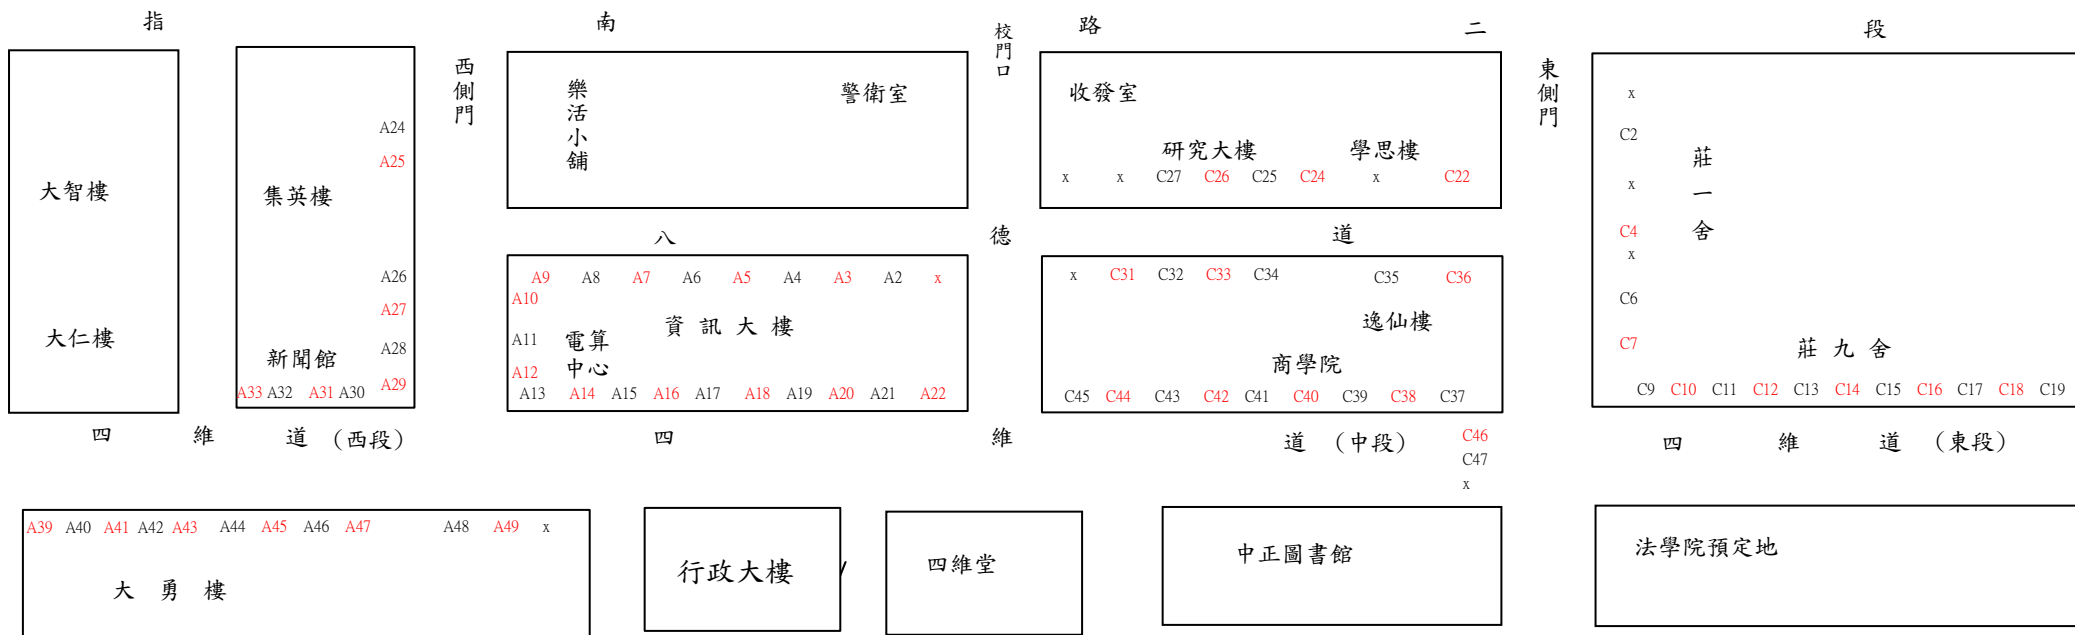 指 南 路 二 段
西側門
校門口
東側門
大智樓
大仁樓
A24
A25
集英樓
A26
A27
A28
新聞館
A29
A33 A32 A31 A30
樂活小舖
警衛室
收發室
研究大樓 學思樓
x x C27 C26 C25 C24 x C22
x
C2
莊一舍
x
C4
x
C6
C7
莊九舍
C9 C10 C11 C12 C13 C14 C15 C16 C17 C18 C19
八 德 道
A9 A8 A7 A6 A5 A4 A3 A2 x
A10
資訊大樓
A11
電算
中心
A12
A13 A14 A15 A16 A17 A18 A19 A20 A21 A22
x C31 C32 C33 C34 C35 C36
逸仙樓
商學院
C45 C44 C43 C42 C41 C40 C39 C38 C37
四 維 道(西段)
四 維 道(中段)
四 維 道(東段)
C46
C47
x
A39 A40 A41 A42 A43 A44 A45 A46 A47 A48 A49 x
大勇樓
行政大樓
四維堂
中正圖書館
法學院預定地